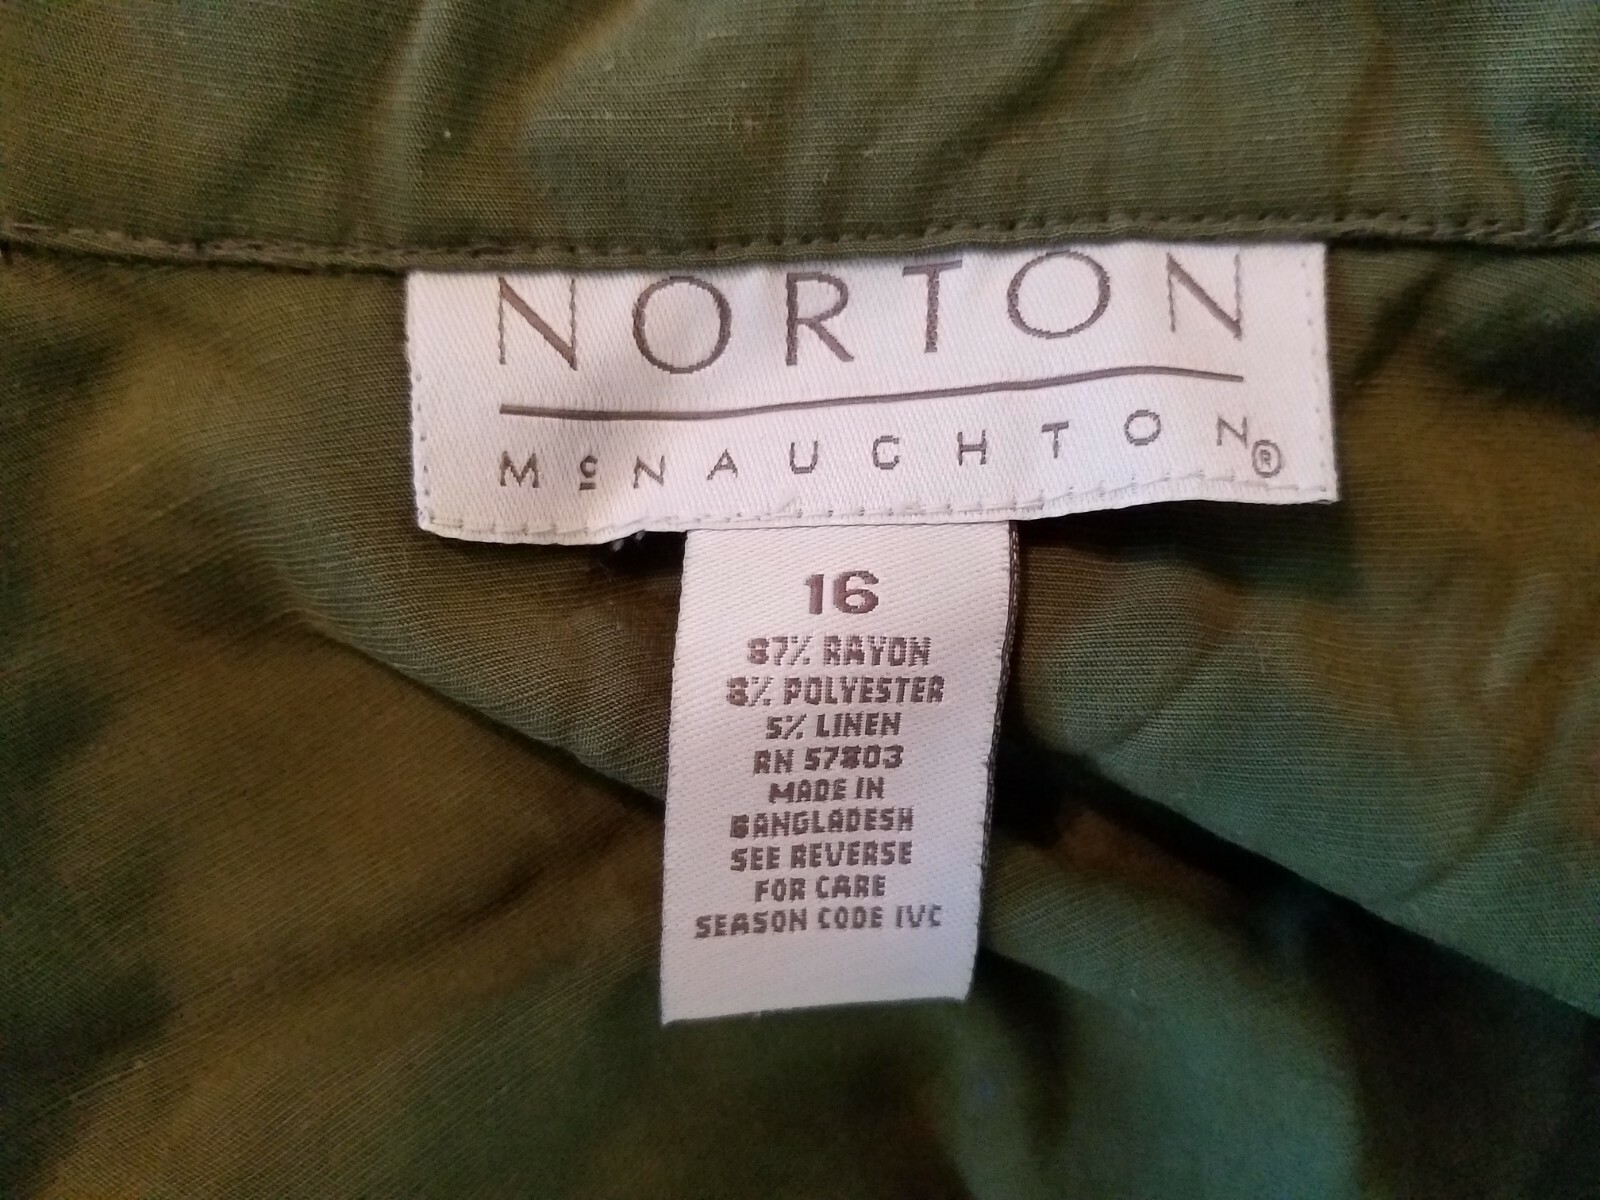 NORTON
McNAUGHTON®
16
87% RAYON
8% POLYESTER
5% LINEN
RN 57803
MADE IN
BANGLADESH
SEE REVERSE
FOR CARE
SEASON CODE IVC